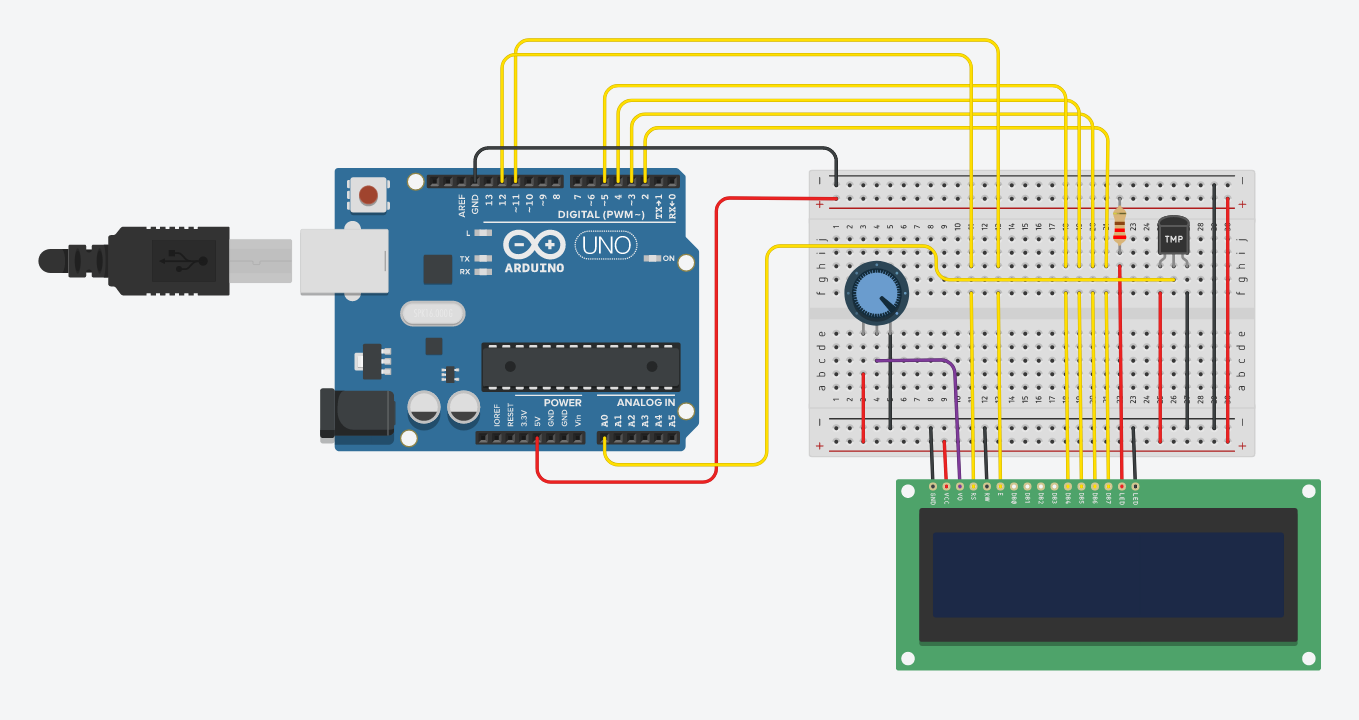 AREF
GND
13
12
~11
~10
~9
8
7
~6
~5
4
~3
2
TX→1
RX←0
DIGITAL (PWM~)
L
TX
RX
ARDUINO
UNO
ON
IOREF
RESET
3.3V
5V
GND
GND
Vin
POWER
ANALOG IN
A0
A1
A2
A3
A4
A5
TMP
j
i
h
g
f
e
d
c
b
a
GND
VCC
V0
RS
RW
E
DB0
DB1
DB2
DB3
DB4
DB5
DB6
DB7
LED
LED